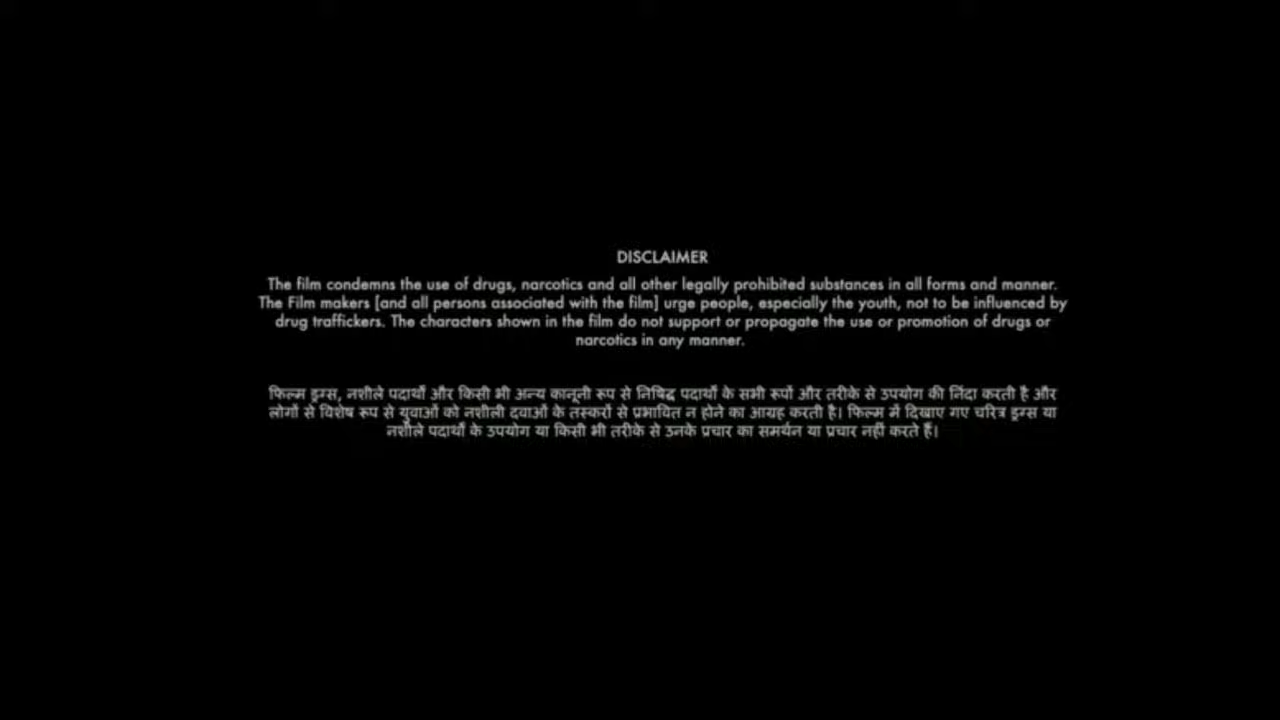 DISCLAIMER
The film condemns the use of drugs, narcotics and all other legally prohibited substances in all forms and manner.
The Film makers [and all persons associated with the film] urge people, especially the youth, not to be influenced by
drug traffickers. The characters shown in the film do not support or propagate the use or promotion of drugs or
narcotics in any manner.
फिल्म ड्रग्स, नशीले पदार्थों और किसी भी अन्य कानूनी रूप से निषिद्ध पदार्थों के सभी रूपों और तरीके से उपयोग की निंदा करती है और
लोगों से विशेष रूप से युवाओं को नशीली दवाओं के तस्करों से प्रभावित न होने का आग्रह करती है। फिल्म में दिखाए गए चरित्र ड्रग्स या
नशीले पदार्थों के उपयोग या किसी भी तरीके से उनके प्रचार का समर्थन या प्रचार नहीं करते हैं।